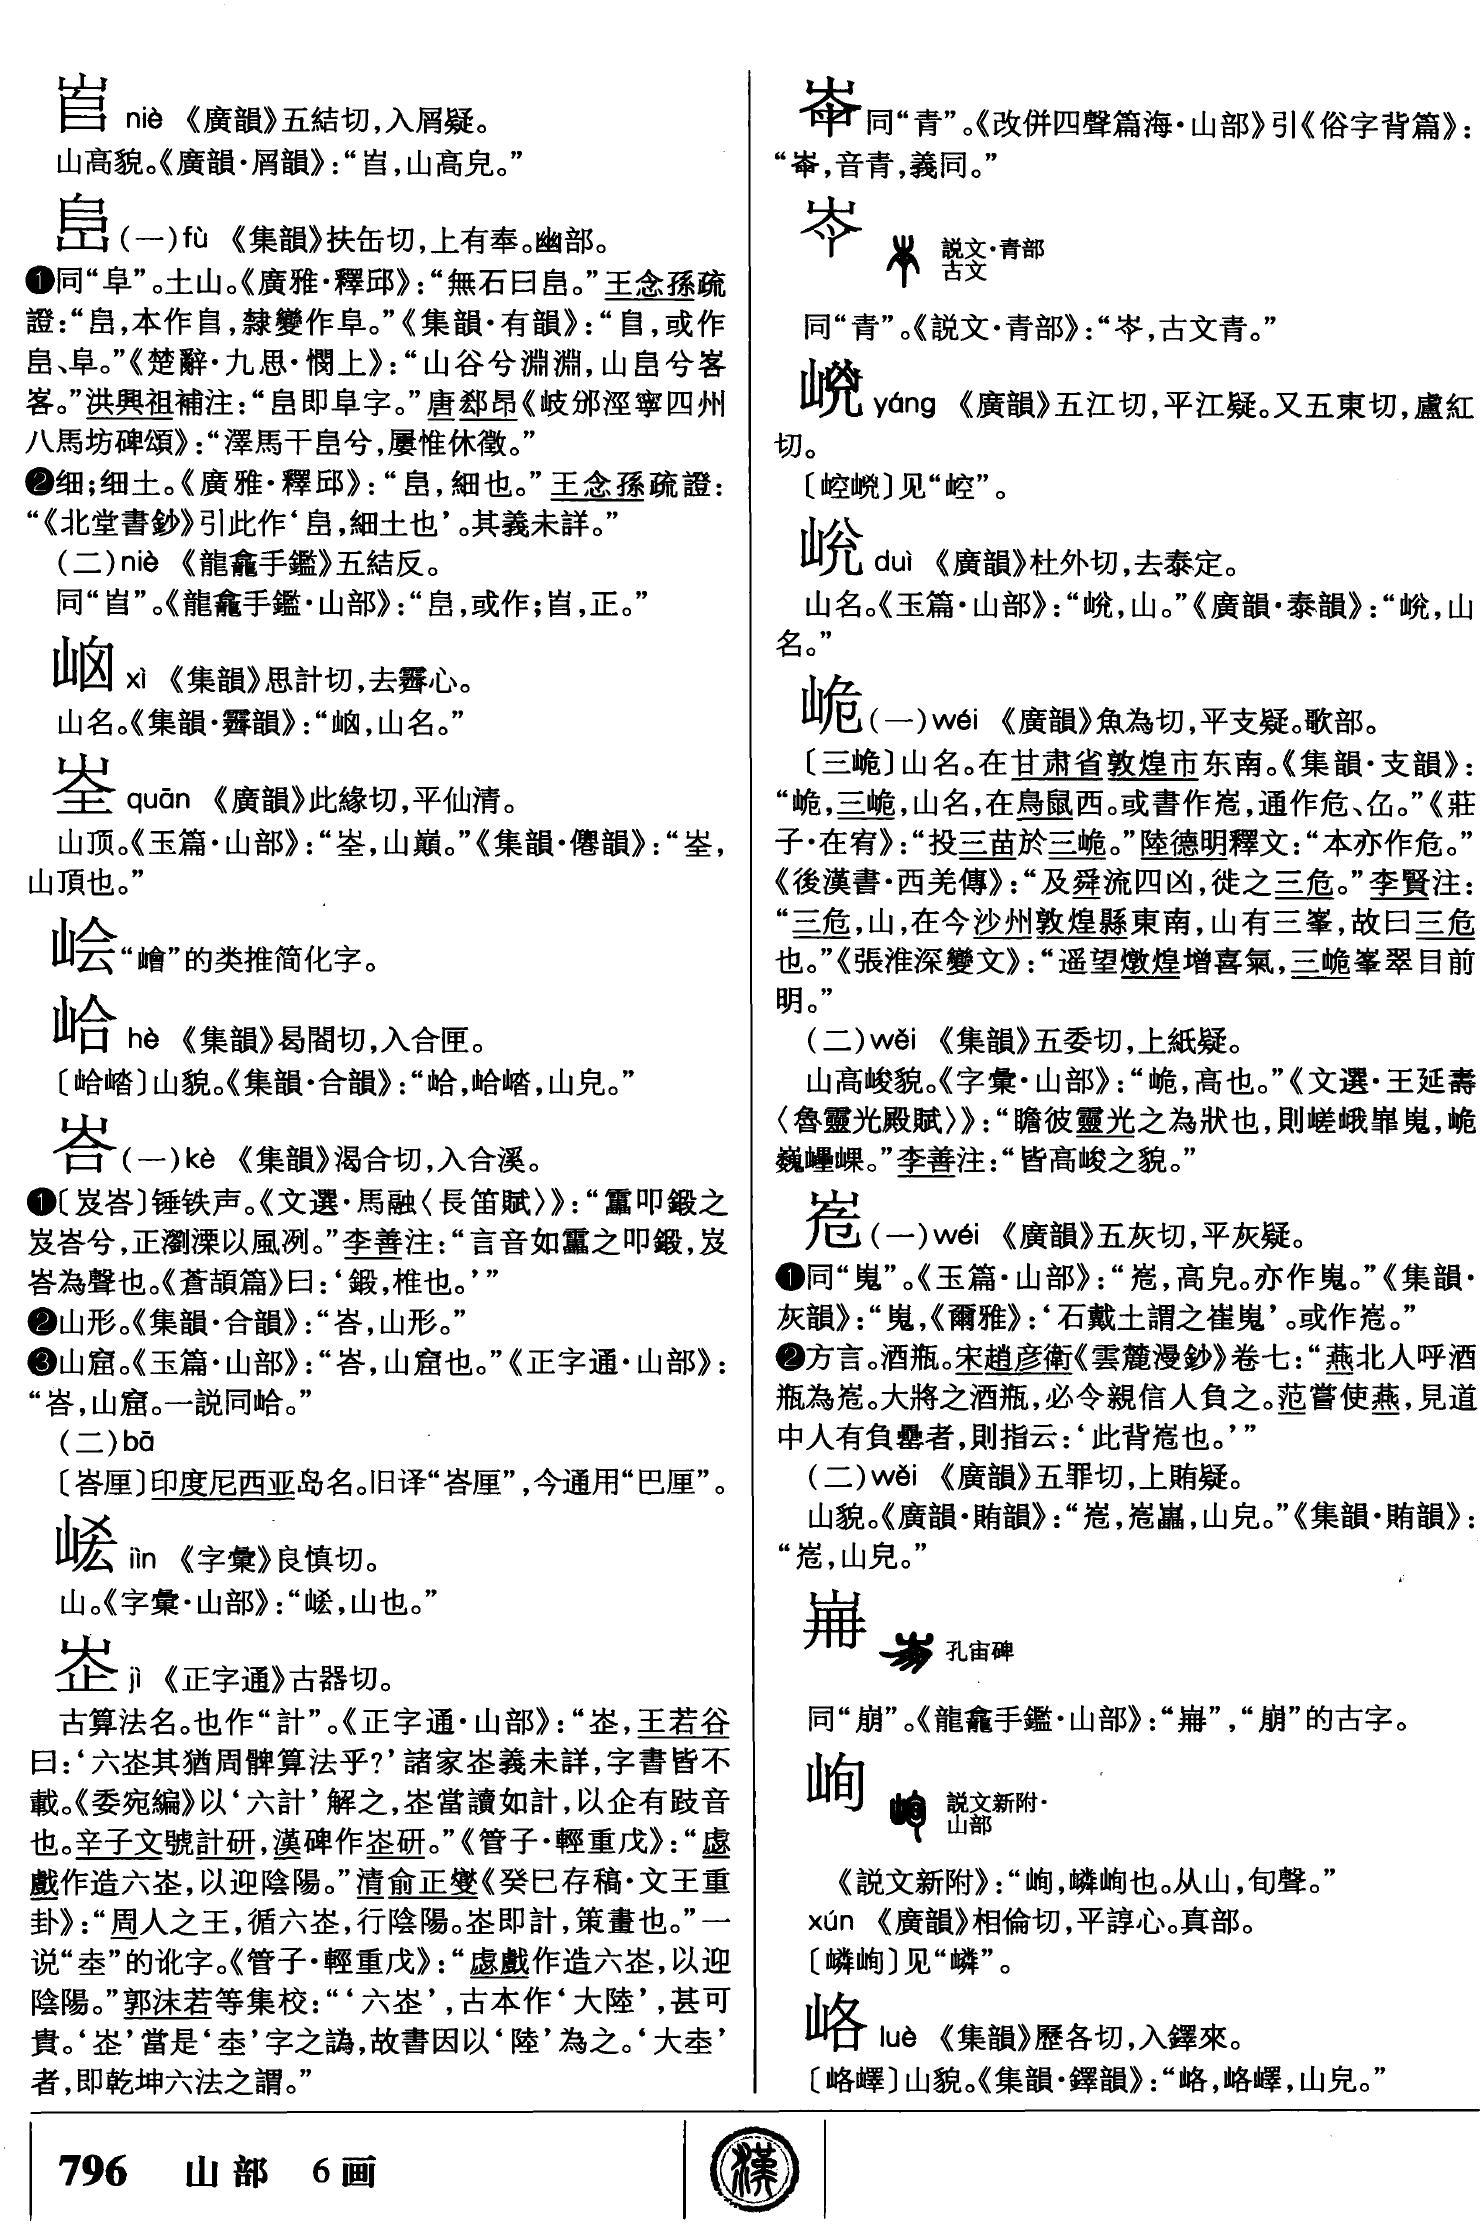 峕 niè 《廣韻》五結切,入屑疑。
山高貌。《廣韻·屑韻》:“峊,山高皃。”
峊(一)fù 《集韻》扶缶切,上有奉。幽部。
❶同“阜”。土山。《廣雅·釋邱》:“無石曰峊。”王念孫疏
證:“峊,本作𨸏,隸變作阜。”《集韻·有韻》:“𨸏,或作
峊、阜。”《楚辭·九思·憫上》:“山谷兮淵淵,山峊兮峉
峉。”洪興祖補注:“峊即阜字。”唐郄昂《岐邠涇寧四州
八馬坊碑頌》:“澤馬干峊兮,屢惟休徵。”
❷细;细土。《廣雅·釋邱》:“峊,細也。”王念孫疏證:
“《北堂書鈔》引此作‘峊,細土也’。其義未詳。”
(二)niè 《龍龕手鑑》五結反。
同“𡴎”。《龍龕手鑑·山部》:“峊,或作;𡴎,正。”
xì 《集韻》思計切,去霽心。
山名。《集韻·霽韻》:“,山名。”
峑 quān 《廣韻》此緣切,平仙清。
山顶。《玉篇·山部》:“峑,山巔。”《集韻·僊韻》:“峑,
山頂也。”
𫵷“嶒”的类推简化字。
峆 hè 《集韻》曷閤切,入合匣。
〔峆㟷〕山貌。《集韻·合韻》:“峆,峆㟷,山皃。”
峇(一)kè 《集韻》渴合切,入合溪。
❶〔岌峇〕锤铁声。《文選·馬融〈長笛賦〉》:“靁叩鍛之
岌峇兮,正瀏溧以風冽。”李善注:“言音如靁之叩鍛,岌
峇為聲也。《蒼頡篇》曰:‘鍛,椎也。’”
❷山形。《集韻·合韻》:“峇,山形。”
❸山窟。《玉篇·山部》:“峇,山窟也。”《正字通·山部》:
“峇,山窟。一説同峆。”
(二)bā
〔峇厘〕印度尼西亚岛名。旧译“峇厘”,今通用“巴厘”。
lìn 《字彙》良慎切。
山。《字彙·山部》:“,山也。”
峜 jì 《正字通》古器切。
古算法名。也作“計”。《正字通·山部》:“峜,王若谷
曰:‘六峜其猶周髀算法乎?’諸家峜義未詳,字書皆不
載。《委宛編》以‘六計’解之,峜當讀如計,以企有跂音
也。辛子文號計研,漢碑作峜研。”《管子·輕重戊》:“虙
戲作造六峜,以迎陰陽。”清俞正燮《癸巳存稿·文王重
卦》:“周人之王,循六峜,行陰陽。峜即計,策畫也。”一
说“坴”的讹字。《管子·輕重戊》:“虙戲作造六峜,以迎
陰陽。”郭沫若等集校:“‘六峜’,古本作‘大陸’,甚可
貴。‘峜’當是‘坴’字之譌,故書因以‘陸’為之。‘大坴’
者,即乾坤六法之謂。”
同“青”。《改併四聲篇海·山部》引《俗字背篇》:
“,音青,義同。”
説文·青部
古文
同“青”。《説文·青部》:“岺,古文青。”
yáng 《廣韻》五江切,平江疑。又五東切,盧紅
切。
〔崆〕见“崆”。
㟋 duì 《廣韻》杜外切,去泰定。
山名。《玉篇·山部》:“㟋,山。”《廣韻·泰韻》:“㟋,山
名。”
峗(一)wéi 《廣韻》魚為切,平支疑。歌部。
〔三峗〕山名。在甘肃省敦煌市东南。《集韻·支韻》:
“峗,三峗,山名,在鳥鼠西。或書作峞,通作危、厃。”《莊
子·在宥》:“投三苗於三峗。”陸德明釋文:“本亦作危。”
《後漢書·西羌傳》:“及舜流四凶,徙之三危。”李賢注:
“三危,山,在今沙州敦煌縣東南,山有三峯,故曰三危
也。”《張淮深變文》:“遥望燉煌增喜氣,三峗峯翠目前
明。”
(二)wěi 《集韻》五委切,上紙疑。
山高峻貌。《字彙·山部》:“峗,高也。”《文選·王延壽
〈魯靈光殿賦〉》:“瞻彼靈光之為狀也,則嵯峨嶵嵬,峗
巍㠥㟮。”李善注:“皆高峻之貌。”
峞(一)wéi 《廣韻》五灰切,平灰疑。
❶同“嵬”。《玉篇·山部》:“峞,高皃。亦作嵬。”《集韻·
灰韻》:“嵬,《爾雅》:‘石戴土謂之崔嵬’。或作峞。”
❷方言。酒瓶。宋趙彦衛《雲麓漫鈔》卷七:“燕北人呼酒
瓶為峞。大將之酒瓶,必令親信人負之。范嘗使燕,見道
中人有負罍者,則指云:‘此背峞也。’”
(二)wěi 《廣韻》五罪切,上賄疑。
山貌。《廣韻·賄韻》:“峞,峞㠥,山皃。”《集韻·賄韻》:
“峞,山皃。”
孔宙碑
同“崩”。《龍龕手鑑·山部》:“”,“崩”的古字。
峋 説文新附·
山部
《説文新附》:“峋,嶙峋也。从山,旬聲。”
xún 《廣韻》相倫切,平諄心。真部。
〔嶙峋〕见“嶙”。
峈 luè 《集韻》歷各切,入鐸來。
〔峈嶧〕山貌。《集韻·鐸韻》:“峈,峈嶧,山皃。”
796 山部 6画
漢